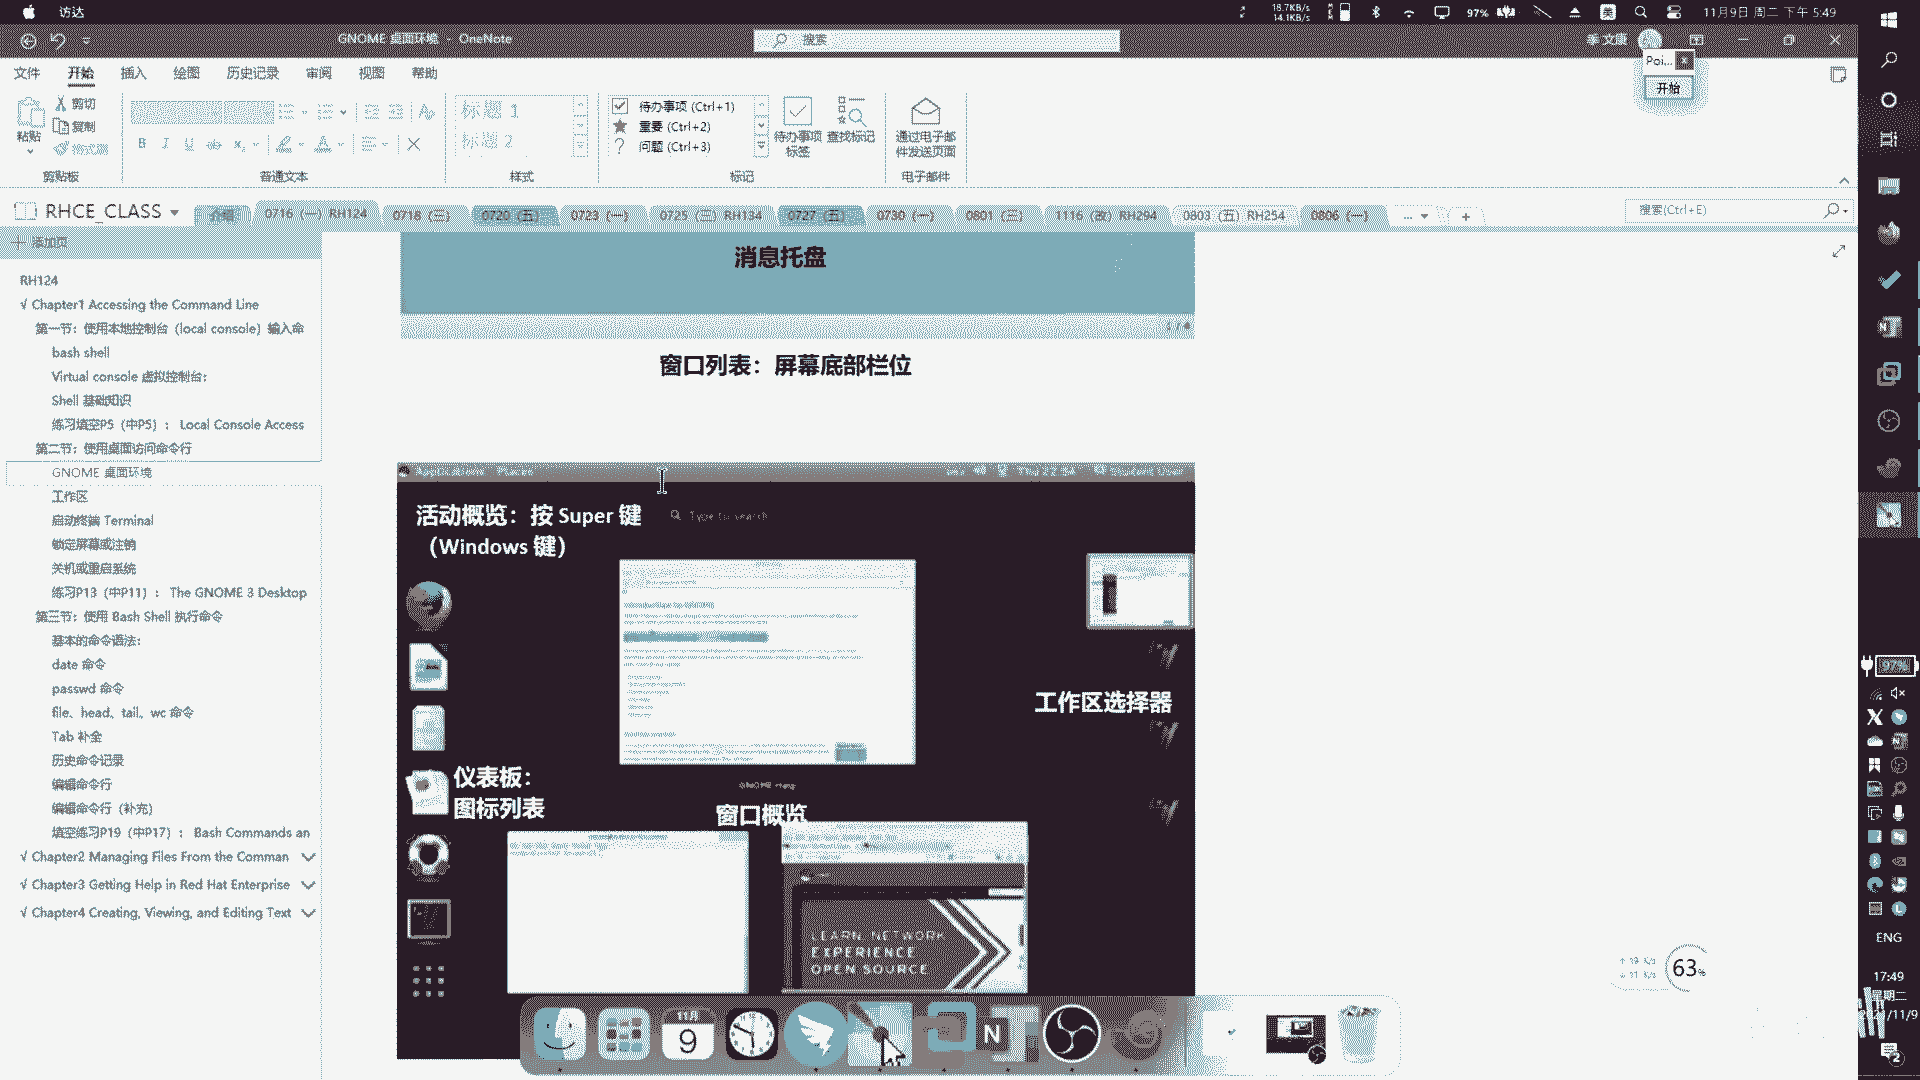 访达
18.7KB/s
14.1KB/s
97%
美
11月9日 周二 下午 5:49
GNOME 桌面环境 - OneNote
搜索
季 文康
文件
开始
插入
绘图
历史记录
审阅
视图
帮助
Poi...
开始
粘贴
剪切
复制
格式刷
剪贴板
B I U ab
普通文本
标题 1
标题 2
样式
待办事项 (Ctrl+1)
重要 (Ctrl+2)
问题 (Ctrl+3)
待办事项
标签
查找标记
标记
通过电子邮
件发送页面
电子邮件
RHCE_CLASS
介绍
0716 (一) RH124
0718 (三)
0720 (五)
0723 (一)
0725 (三) RH134
0727 (五)
0730 (一)
0801 (三)
1116 (改) RH294
0803 (五) RH254
0806 (一)
...
搜索(Ctrl+E)
添加页
RH124
√ Chapter1 Accessing the Command Line
第一节：使用本地控制台（local console）输入命
bash shell
Virtual console 虚拟控制台：
Shell 基础知识
练习填空P5（中P5）： Local Console Access
第二节：使用桌面访问命令行
GNOME 桌面环境
工作区
启动终端 Terminal
锁定屏幕或注销
关机或重启系统
练习P13（中P11）： The GNOME 3 Desktop
第三节：使用 Bash Shell 执行命令
基本的命令语法：
date 命令
passwd 命令
file、head、tail、wc 命令
Tab 补全
历史命令记录
编辑命令行
编辑命令行（补充）
填空练习P19（中P17）： Bash Commands an
√ Chapter2 Managing Files From the Comman
√ Chapter3 Getting Help in Red Hat Enterprise
√ Chapter4 Creating, Viewing, and Editing Text
消息托盘
窗口列表：屏幕底部栏位
Applications Places
Student User
活动概览：按 Super 键
（Windows 键）
Type to search
工作区选择器
仪表板：
图标列表
窗口概览
LEARN. NETWORK
EXPERIENCE
OPEN SOURCE
11月
9
N
63%
97%
ENG
17:49
星期二
2021/11/9
2